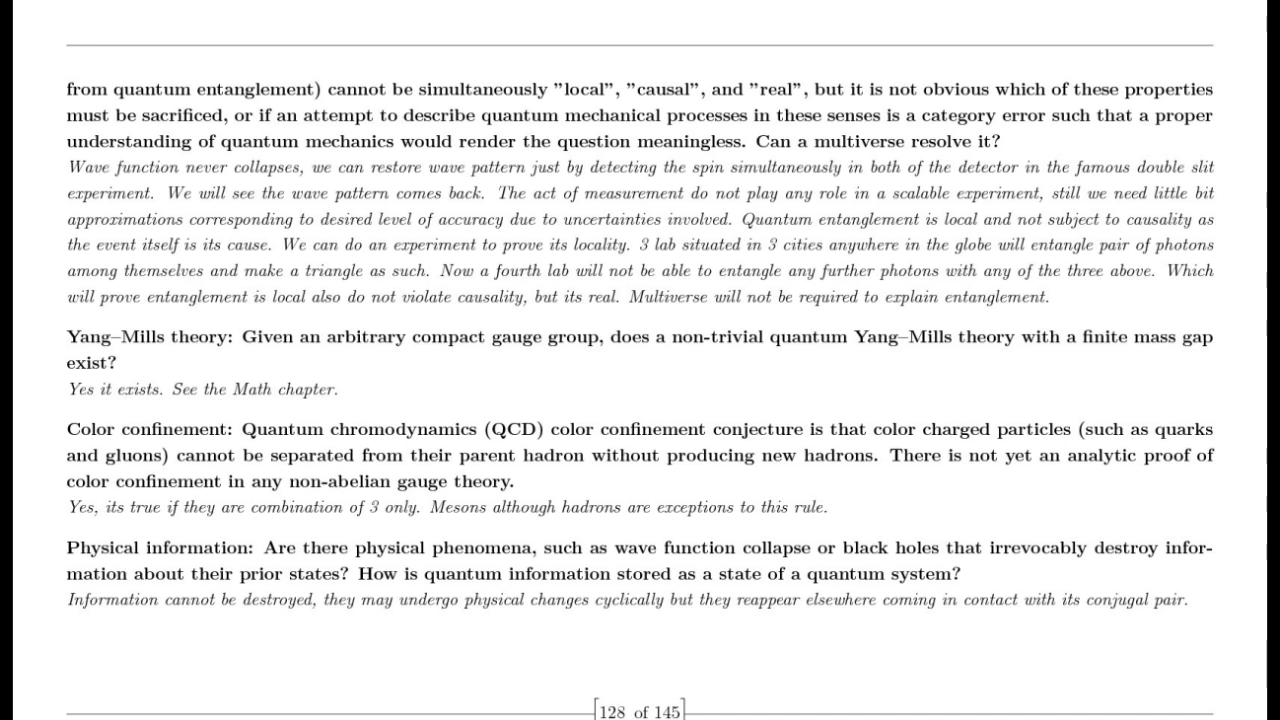 from quantum entanglement) cannot be simultaneously ”local”, ”causal”, and ”real”, but it is not obvious which of these properties
must be sacrificed, or if an attempt to describe quantum mechanical processes in these senses is a category error such that a proper
understanding of quantum mechanics would render the question meaningless. Can a multiverse resolve it?
Wave function never collapses, we can restore wave pattern just by detecting the spin simultaneously in both of the detector in the famous double slit
experiment. We will see the wave pattern comes back. The act of measurement do not play any role in a scalable experiment, still we need little bit
approximations corresponding to desired level of accuracy due to uncertainties involved. Quantum entanglement is local and not subject to causality as
the event itself is its cause. We can do an experiment to prove its locality. 3 lab situated in 3 cities anywhere in the globe will entangle pair of photons
among themselves and make a triangle as such. Now a fourth lab will not be able to entangle any further photons with any of the three above. Which
will prove entanglement is local also do not violate causality, but its real. Multiverse will not be required to explain entanglement.
Yang–Mills theory: Given an arbitrary compact gauge group, does a non-trivial quantum Yang–Mills theory with a finite mass gap
exist?
Yes it exists. See the Math chapter.
Color confinement: Quantum chromodynamics (QCD) color confinement conjecture is that color charged particles (such as quarks
and gluons) cannot be separated from their parent hadron without producing new hadrons. There is not yet an analytic proof of
color confinement in any non-abelian gauge theory.
Yes, its true if they are combination of 3 only. Mesons although hadrons are exceptions to this rule.
Physical information: Are there physical phenomena, such as wave function collapse or black holes that irrevocably destroy infor-
mation about their prior states? How is quantum information stored as a state of a quantum system?
Information cannot be destroyed, they may undergo physical changes cyclically but they reappear elsewhere coming in contact with its conjugal pair.
[128 of 145]